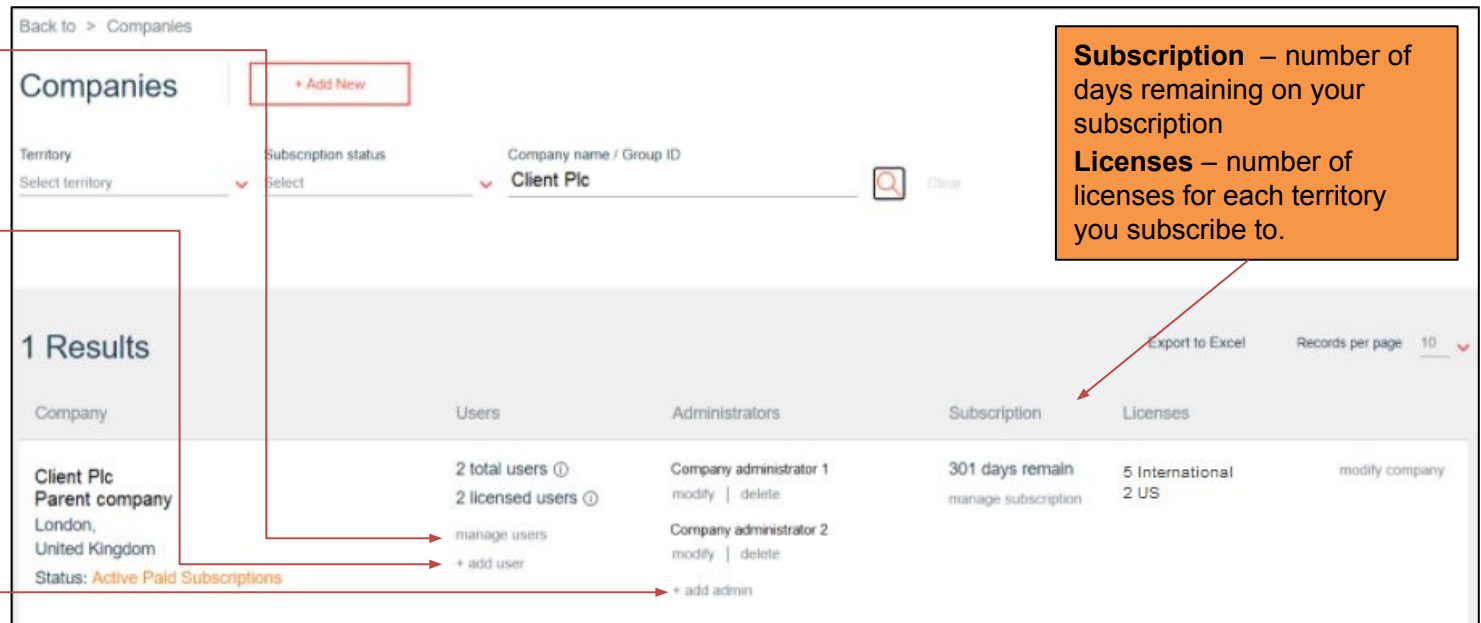 Back to > Companies
Companies
+ Add New
Subscription – number of
days remaining on your
subscription
Licenses – number of
licenses for each territory
you subscribe to.
Territory
Subscription status
Company name / Group ID
Select territory
Select
Client Plc
Clear
1 Results
Export to Excel
Records per page 10
Company
Users
Administrators
Subscription
Licenses
Client Plc
Parent company
London,
United Kingdom
Status: Active Paid Subscriptions
2 total users ⓘ
2 licensed users ⓘ
manage users
+ add user
Company administrator 1
modify | delete
Company administrator 2
modify | delete
+ add admin
301 days remain
manage subscription
5 International
2 US
modify company